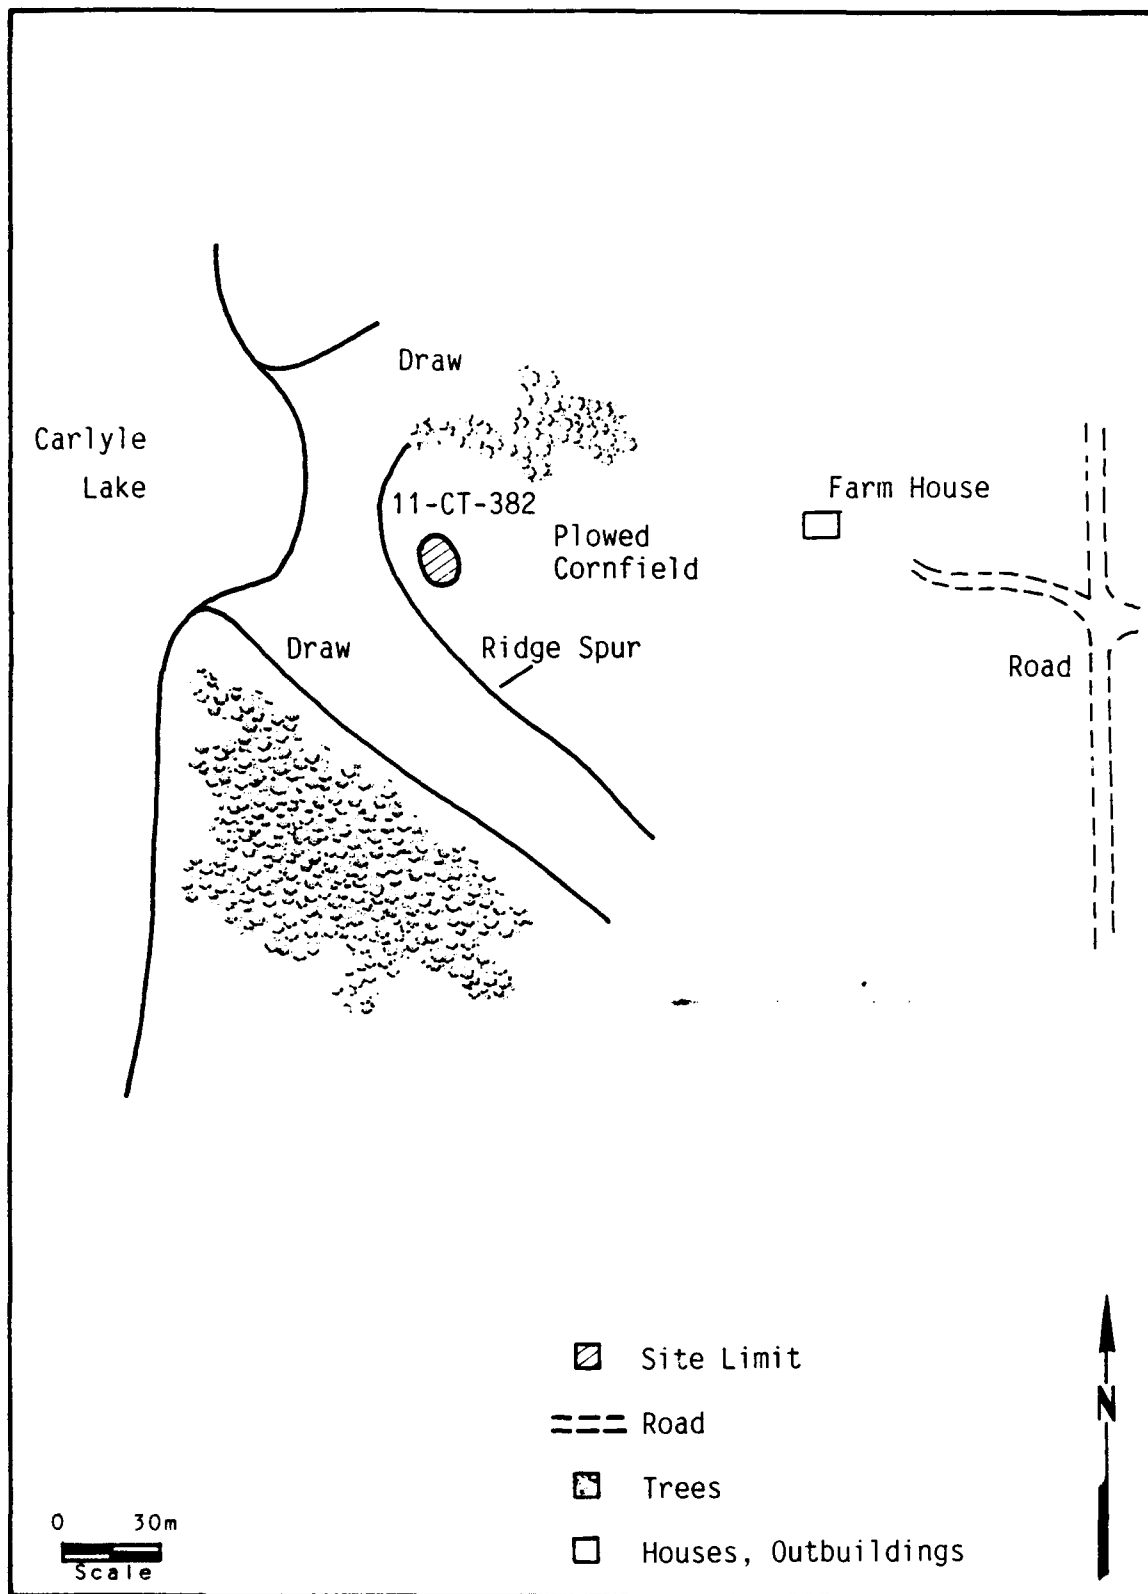 Draw
Carlyle
Lake
11-CT-382
Farm House
Plowed
Cornfield
Draw
Ridge Spur
Road
Site Limit
Road
Trees
Houses, Outbuildings
N
0 30m
Scale